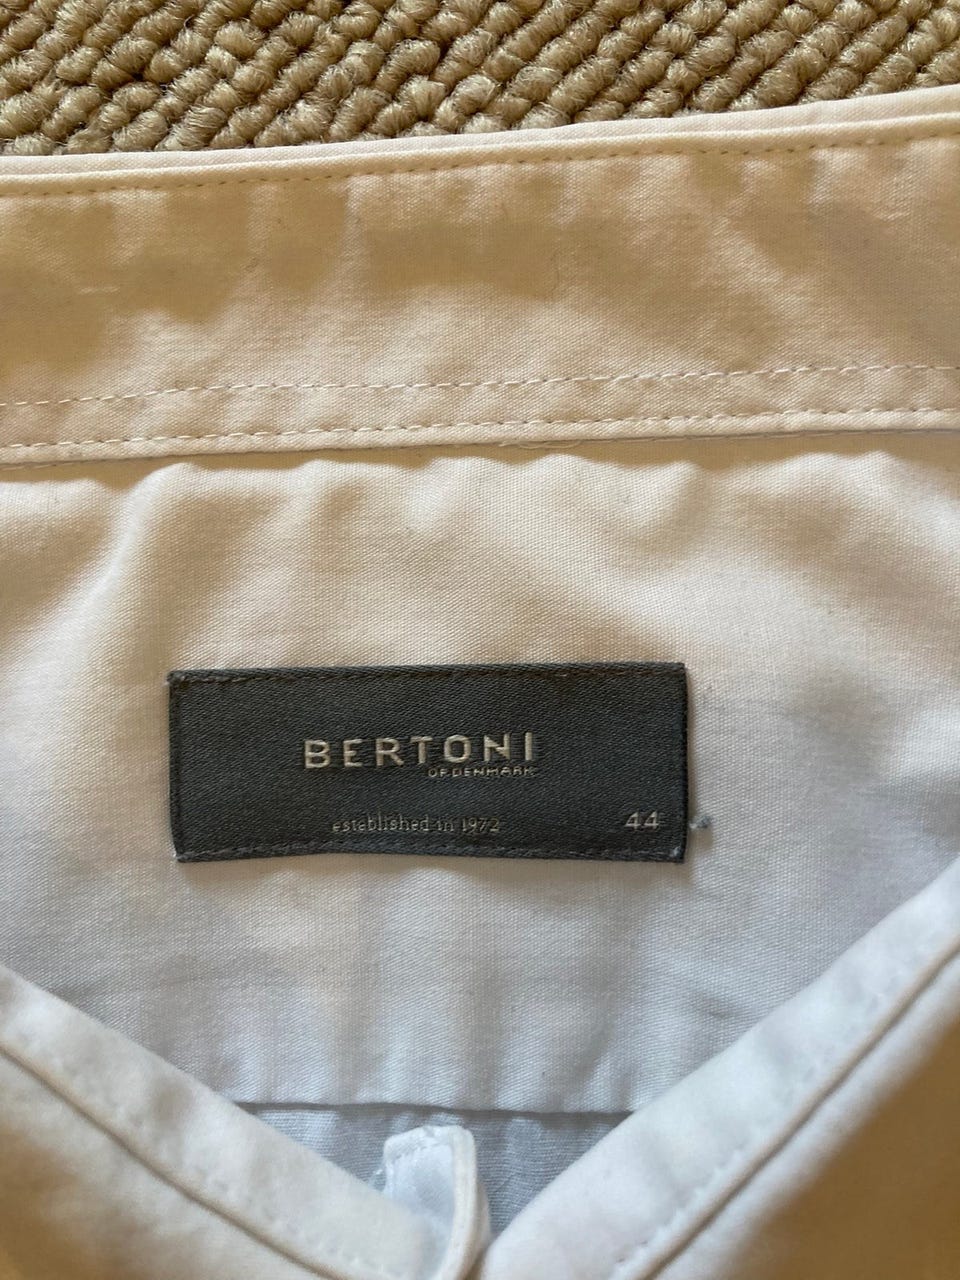 BERTONI
OF DENMARK
established in 1972
44